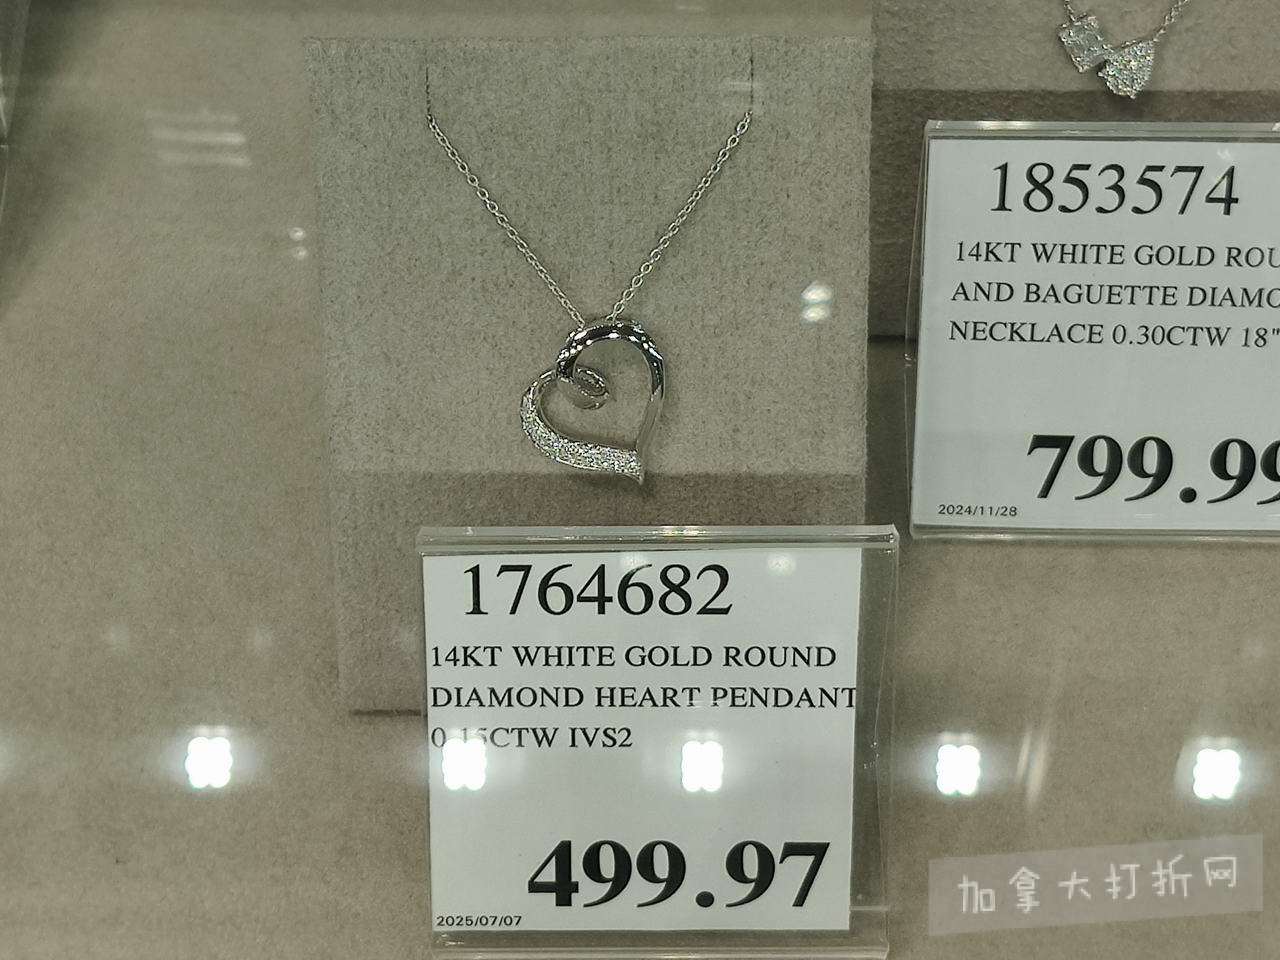 1853574
14KT WHITE GOLD ROU
AND BAGUETTE DIAMO
NECKLACE 0.30CTW 18"
799.99
2024/11/28
1764682
14KT WHITE GOLD ROUND
DIAMOND HEART PENDANT
0.15CTW IVS2
499.97
2025/07/07
加拿大打折网